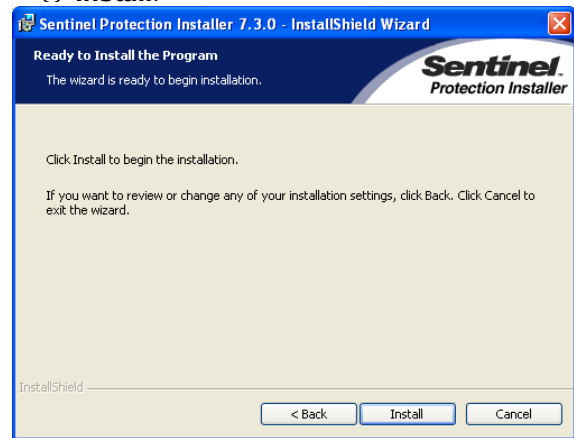 Sentinel Protection Installer 7.3.0 - InstallShield Wizard
Ready to Install the Program
The wizard is ready to begin installation.
Sentinel.
Protection Installer
Click Install to begin the installation.
If you want to review or change any of your installation settings, click Back. Click Cancel to
exit the wizard.
InstallShield
< Back
Install
Cancel